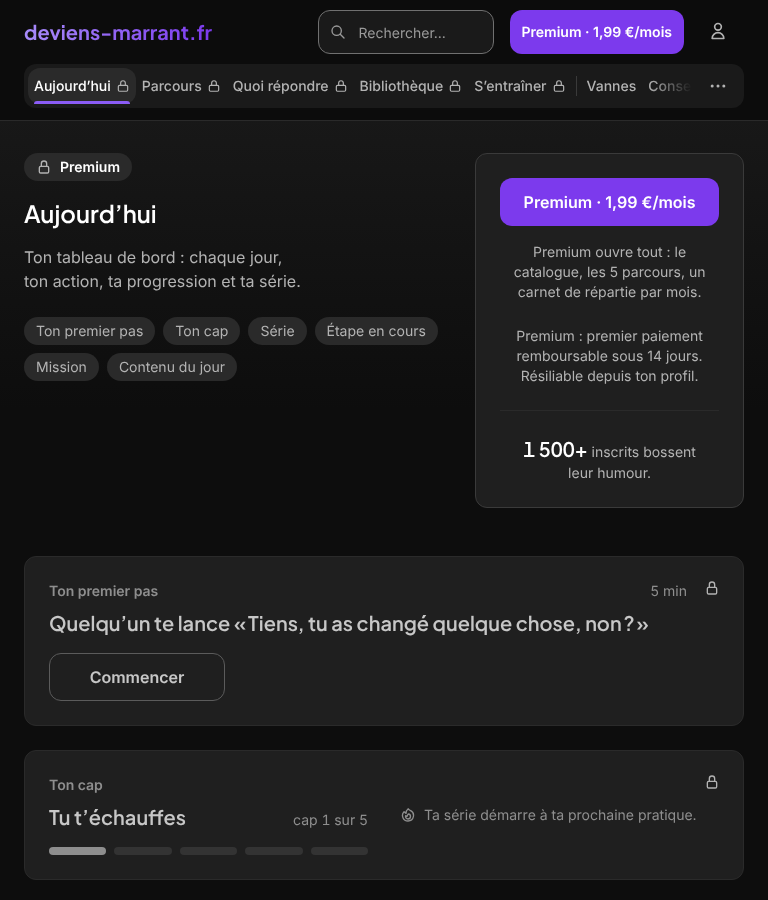 deviens-marrant.fr
Rechercher...
Premium · 1,99 €/mois
Aujourd’hui
Parcours
Quoi répondre
Bibliothèque
S’entraîner
Vannes
Conse
Premium
Aujourd’hui
Ton tableau de bord : chaque jour,
ton action, ta progression et ta série.
Ton premier pas
Ton cap
Série
Étape en cours
Mission
Contenu du jour
Premium · 1,99 €/mois
Premium ouvre tout : le
catalogue, les 5 parcours, un
carnet de répartie par mois.
Premium : premier paiement
remboursable sous 14 jours.
Résiliable depuis ton profil.
1 500+ inscrits bossent
leur humour.
Ton premier pas
5 min
Quelqu’un te lance « Tiens, tu as changé quelque chose, non ? »
Commencer
Ton cap
Tu t’échauffes
cap 1 sur 5
Ta série démarre à ta prochaine pratique.